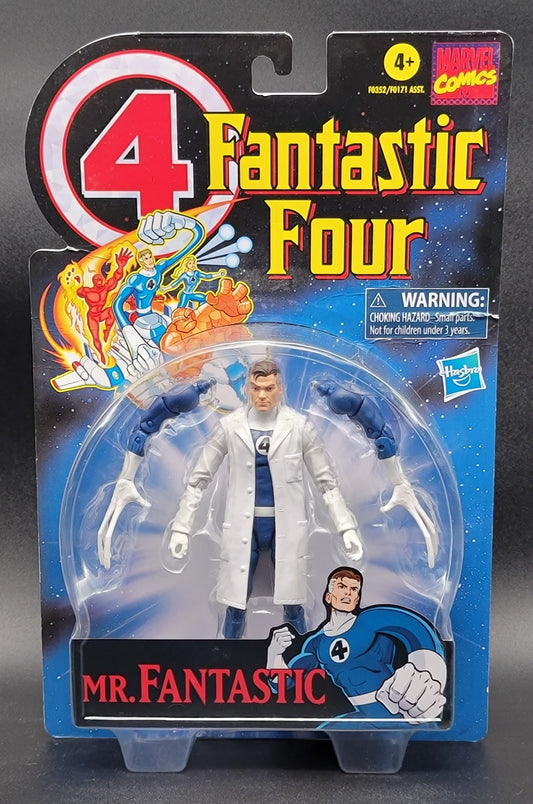 4+
F0352/F0171 ASST.
MARVEL
COMICS
4
Fantastic
Four
WARNING:
CHOKING HAZARD–Small parts.
Not for children under 3 years.
Hasbro
4
4
MR. FANTASTIC